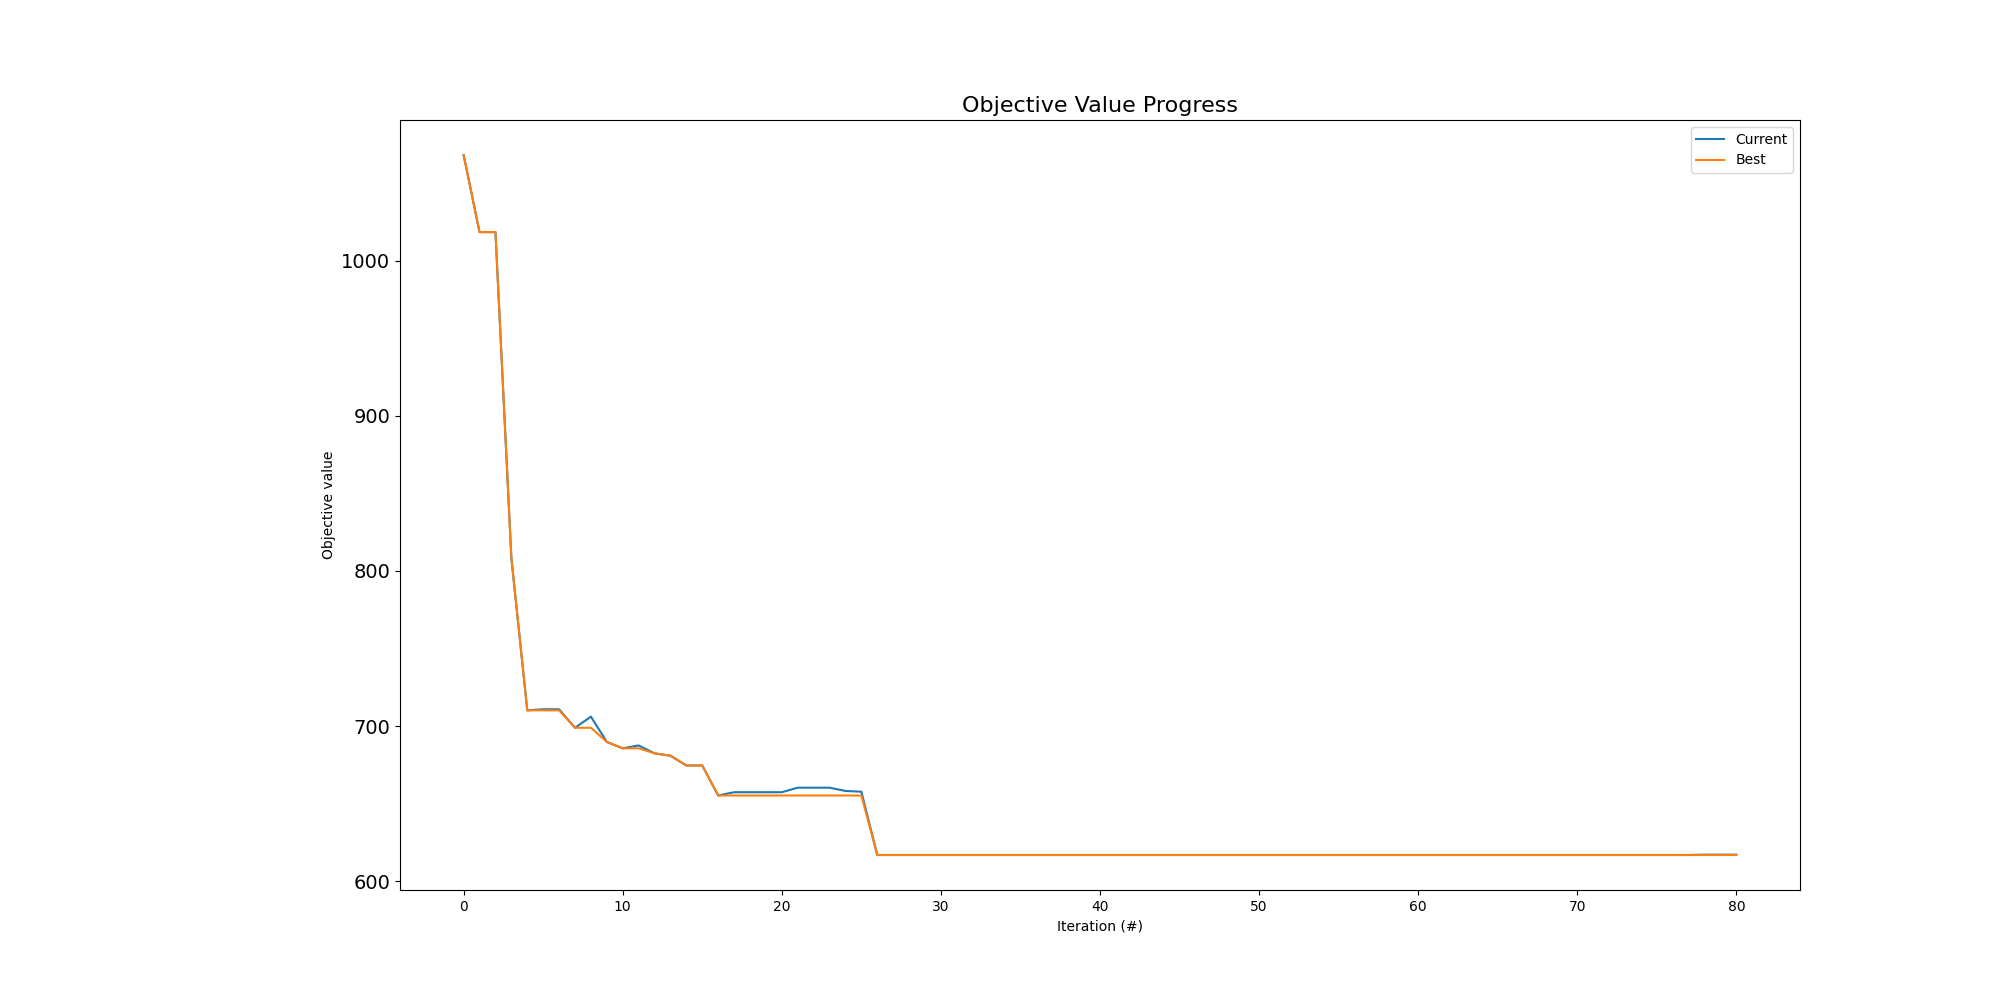 Objective Value Progress
Current
Best
1000
900
800
700
600
Objective value
0 10 20 30 40 50 60 70 80
Iteration (#)